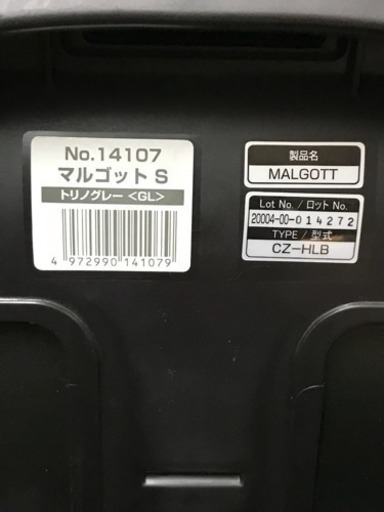 No.14107
マルゴット S
トリノグレー <GL>
4 972990 141079
製品名
MALGOTT
Lot No. / ロット No.
20004-00-014272
TYPE / 型式
CZ-HLB